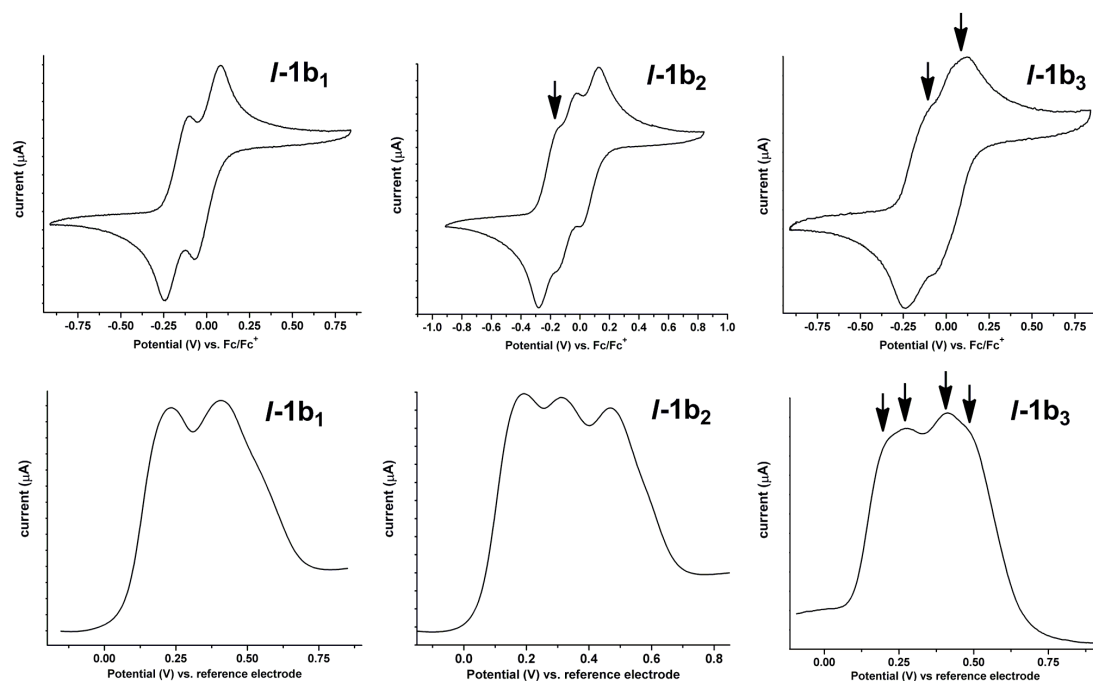 l-1b₁
current (μA)
-0.75 -0.50 -0.25 0.00 0.25 0.50 0.75
Potential (V) vs. Fc/Fc⁺
l-1b₂
current (μA)
-1.0 -0.8 -0.6 -0.4 -0.2 0.0 0.2 0.4 0.6 0.8 1.0
Potential (V) vs. Fc/Fc⁺
l-1b₃
current (μA)
-0.75 -0.50 -0.25 0.00 0.25 0.50 0.75
Potential (V) vs. Fc/Fc⁺
l-1b₁
current (μA)
0.00 0.25 0.50 0.75
Potential (V) vs. reference electrode
l-1b₂
current (μA)
0.0 0.2 0.4 0.6 0.8
Potential (V) vs. reference electrode
l-1b₃
current (μA)
0.00 0.25 0.50 0.75
Potential (V) vs. reference electrode